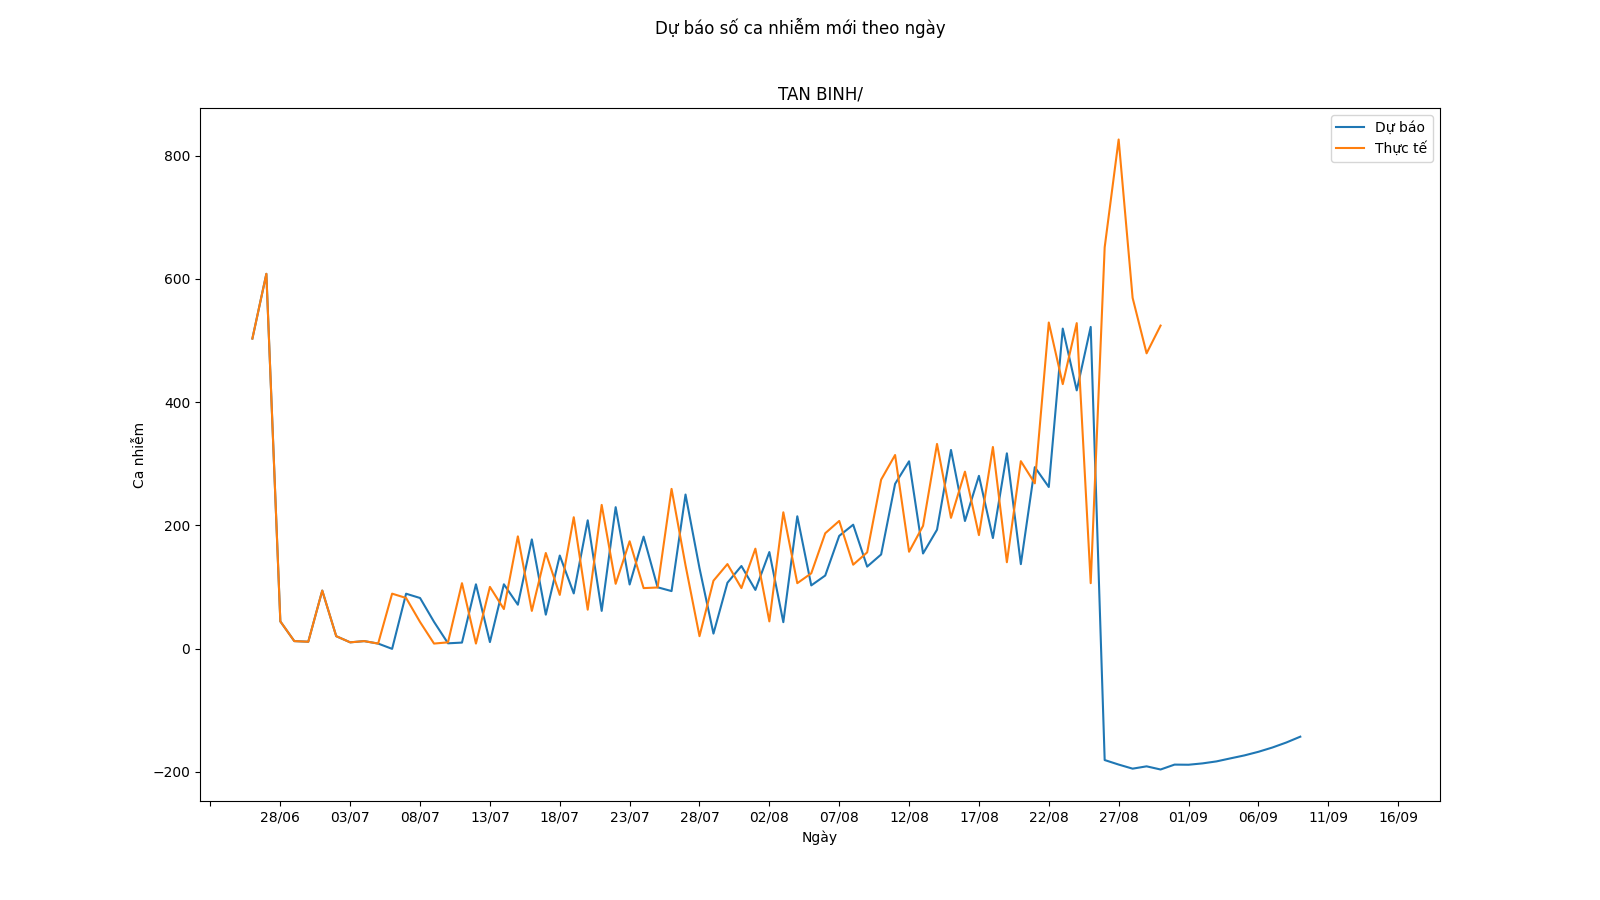 Dự báo số ca nhiễm mới theo ngày
TAN BINH/
Dự báo
Thực tế
800
600
400
200
0
−200
Ca nhiễm
28/06 03/07 08/07 13/07 18/07 23/07 28/07 02/08 07/08 12/08 17/08 22/08 27/08 01/09 06/09 11/09 16/09
Ngày